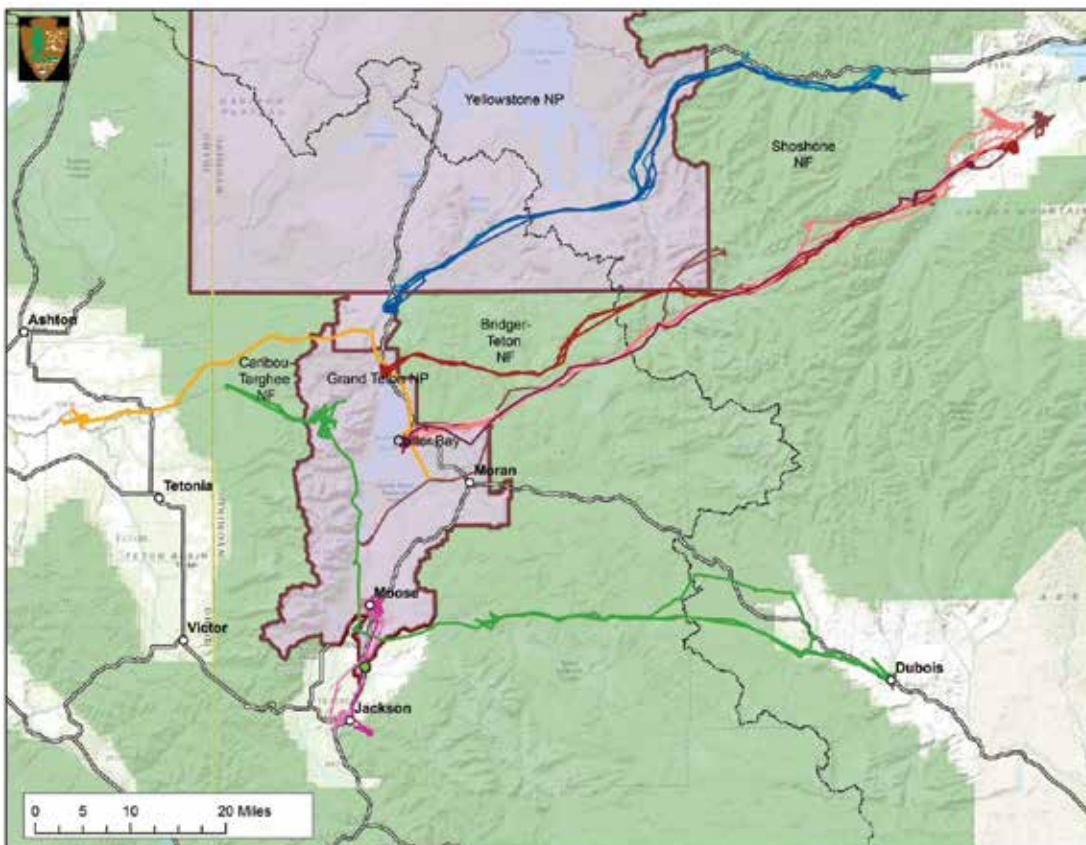 Yellowstone NP
Shoshone
NF
Ashton
Bridger-
Teton
NF
Caribou-
Targhee
NF
Grand Teton NP
Colter Bay
Moran
Tetonia
Moose
Victor
Dubois
Jackson
0 5 10 20 Miles